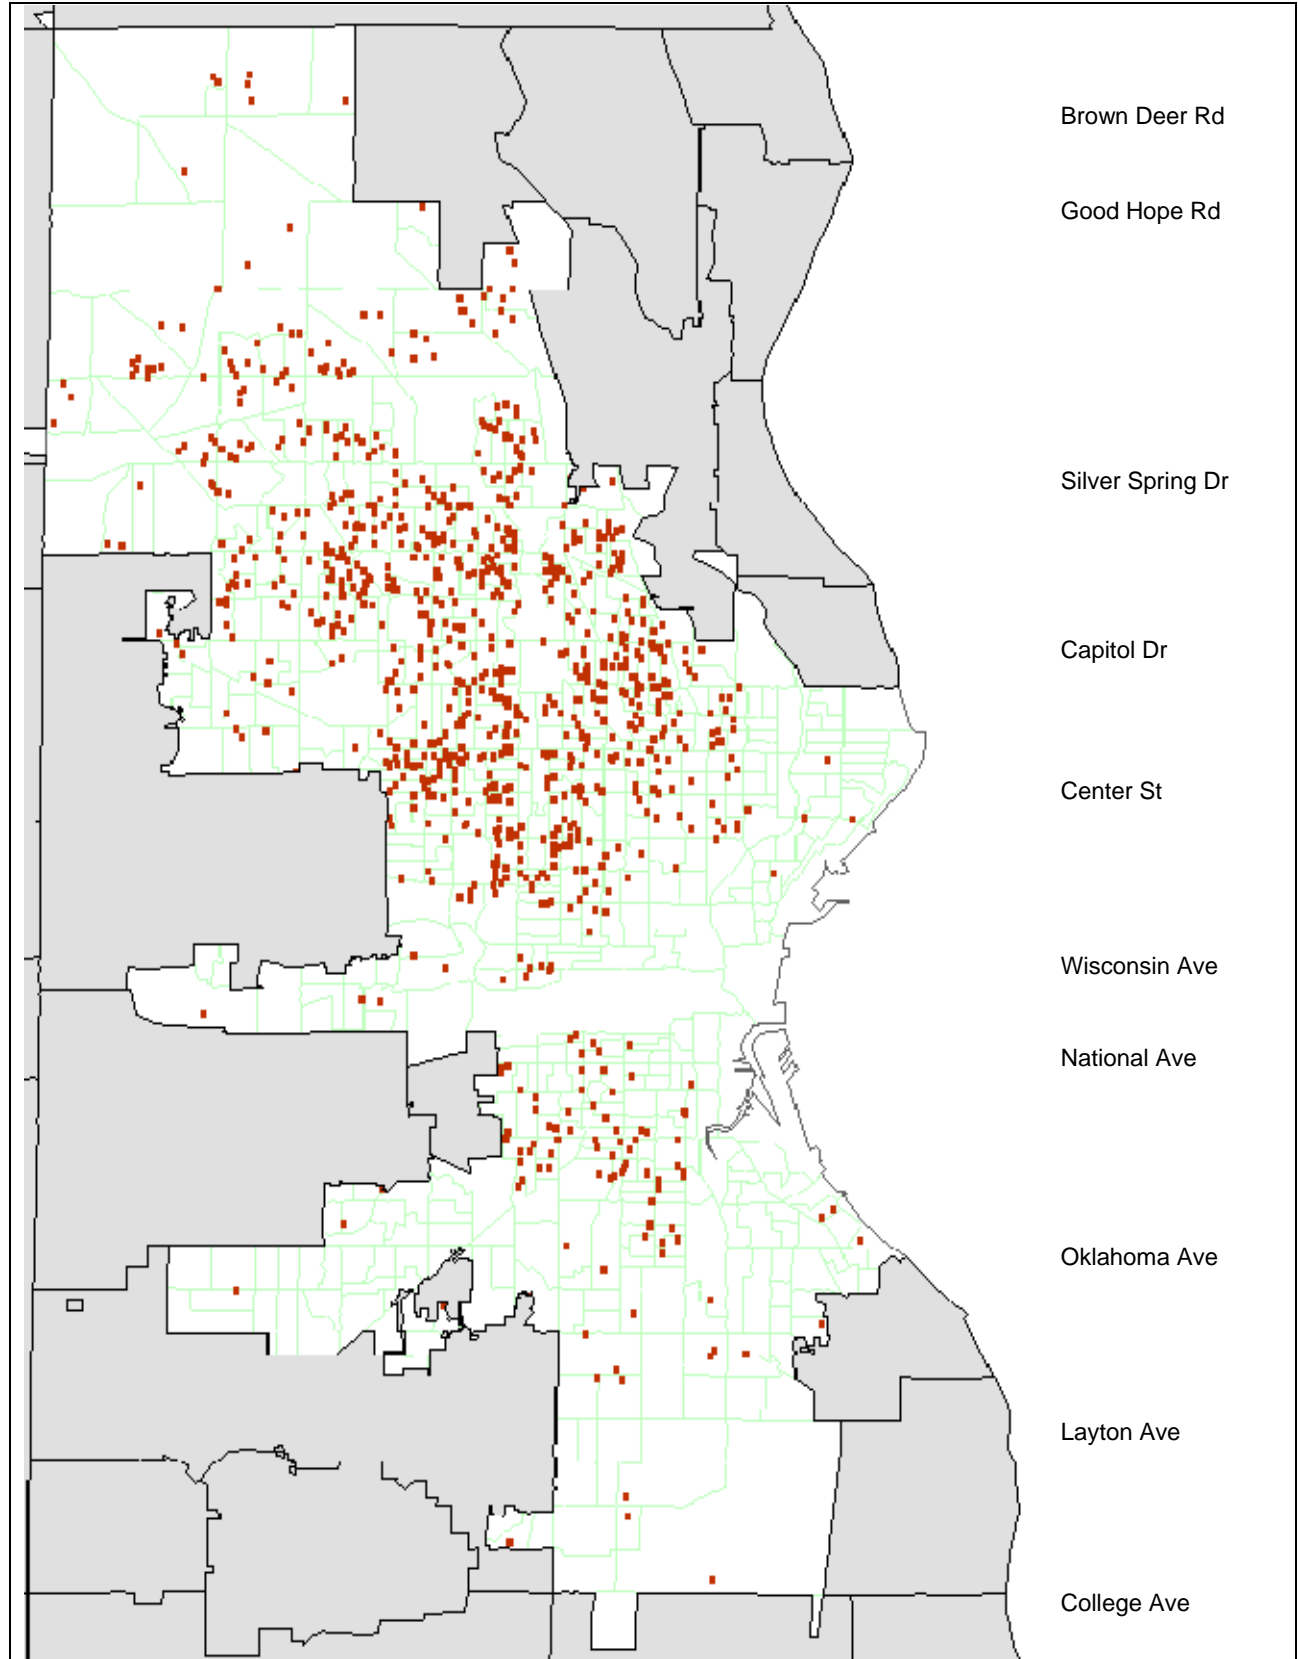 Brown Deer Rd
Good Hope Rd
Silver Spring Dr
Capitol Dr
Center St
Wisconsin Ave
National Ave
Oklahoma Ave
Layton Ave
College Ave